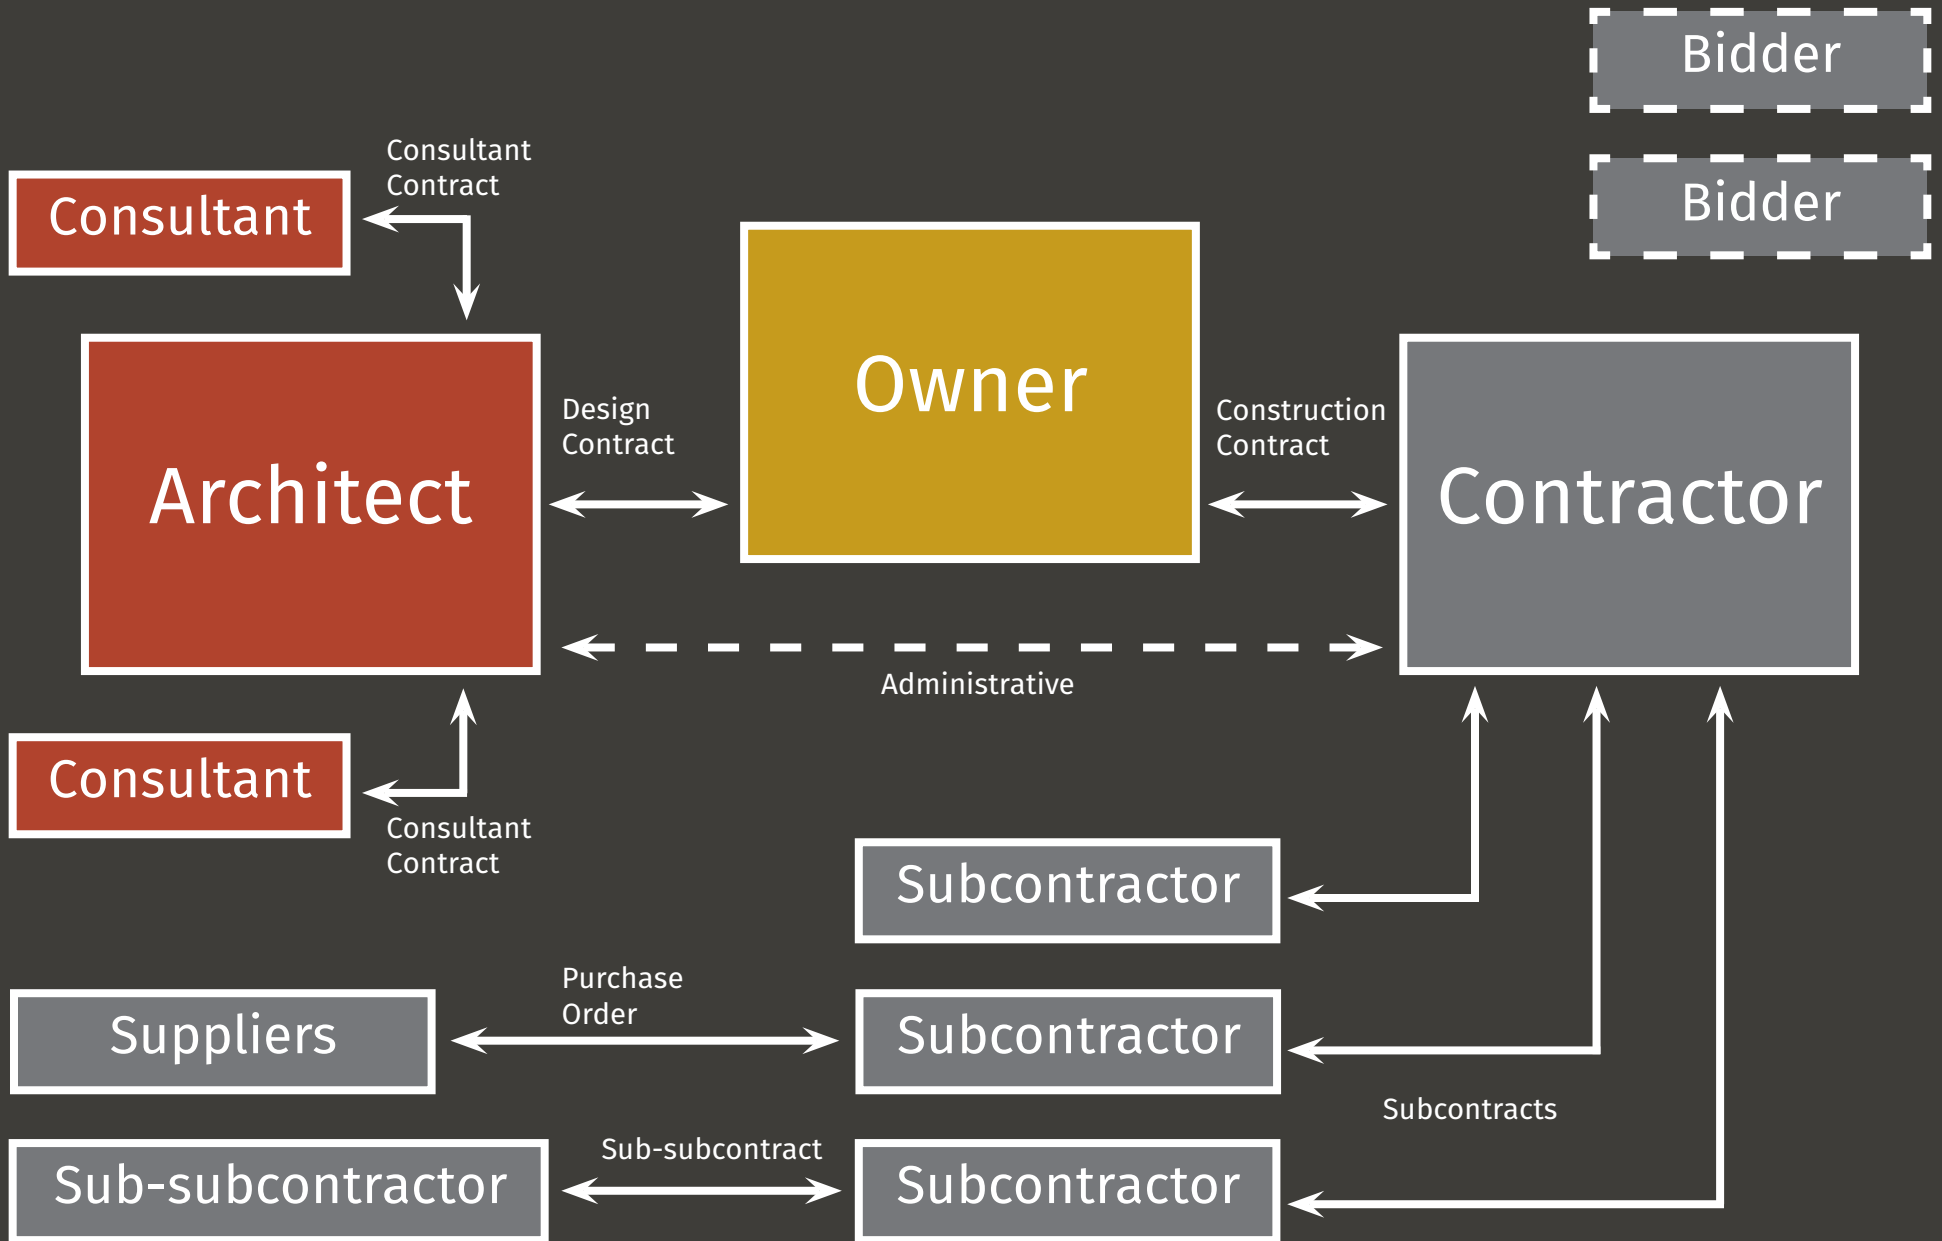 Bidder
Bidder
Consultant
Contract
Consultant
Owner
Architect
Design
Contract
Construction
Contract
Contractor
Administrative
Consultant
Consultant
Contract
Subcontractor
Suppliers
Purchase
Order
Subcontractor
Subcontracts
Sub-subcontractor
Sub-subcontract
Subcontractor